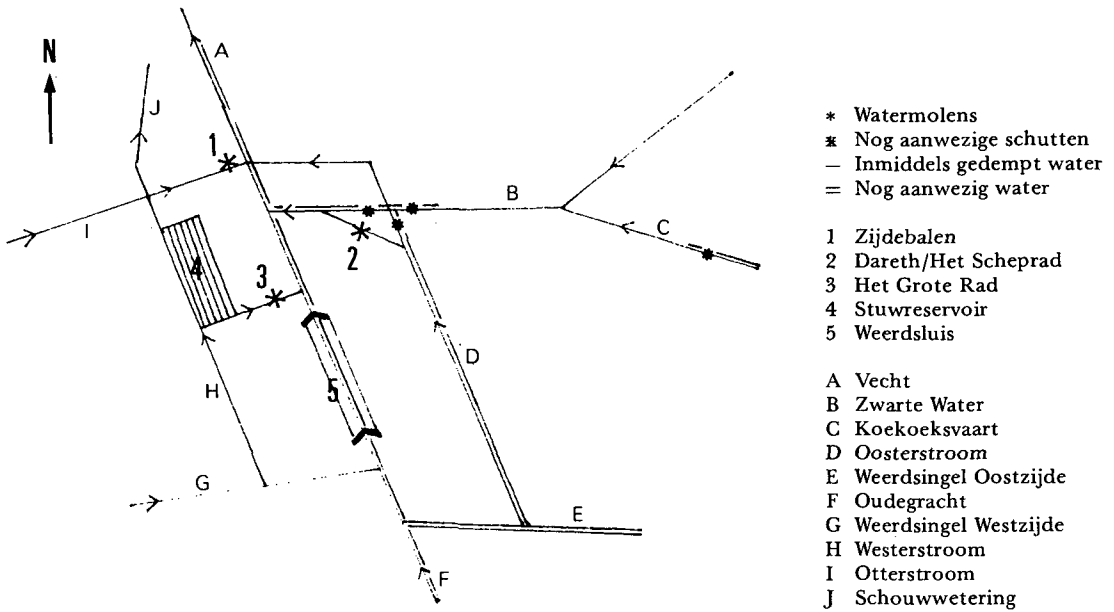 N
A
J
1
B
I
C
2
4
3
D
H
5
G
E
F
* Watermolens
* Nog aanwezige schutten
– Inmiddels gedempt water
= Nog aanwezig water
1 Zijdebalen
2 Dareth/Het Scheprad
3 Het Grote Rad
4 Stuwreservoir
5 Weerdsluis
A Vecht
B Zwarte Water
C Koekoeksvaart
D Oosterstroom
E Weerdsingel Oostzijde
F Oudegracht
G Weerdsingel Westzijde
H Westerstroom
I Otterstroom
J Schouwwetering